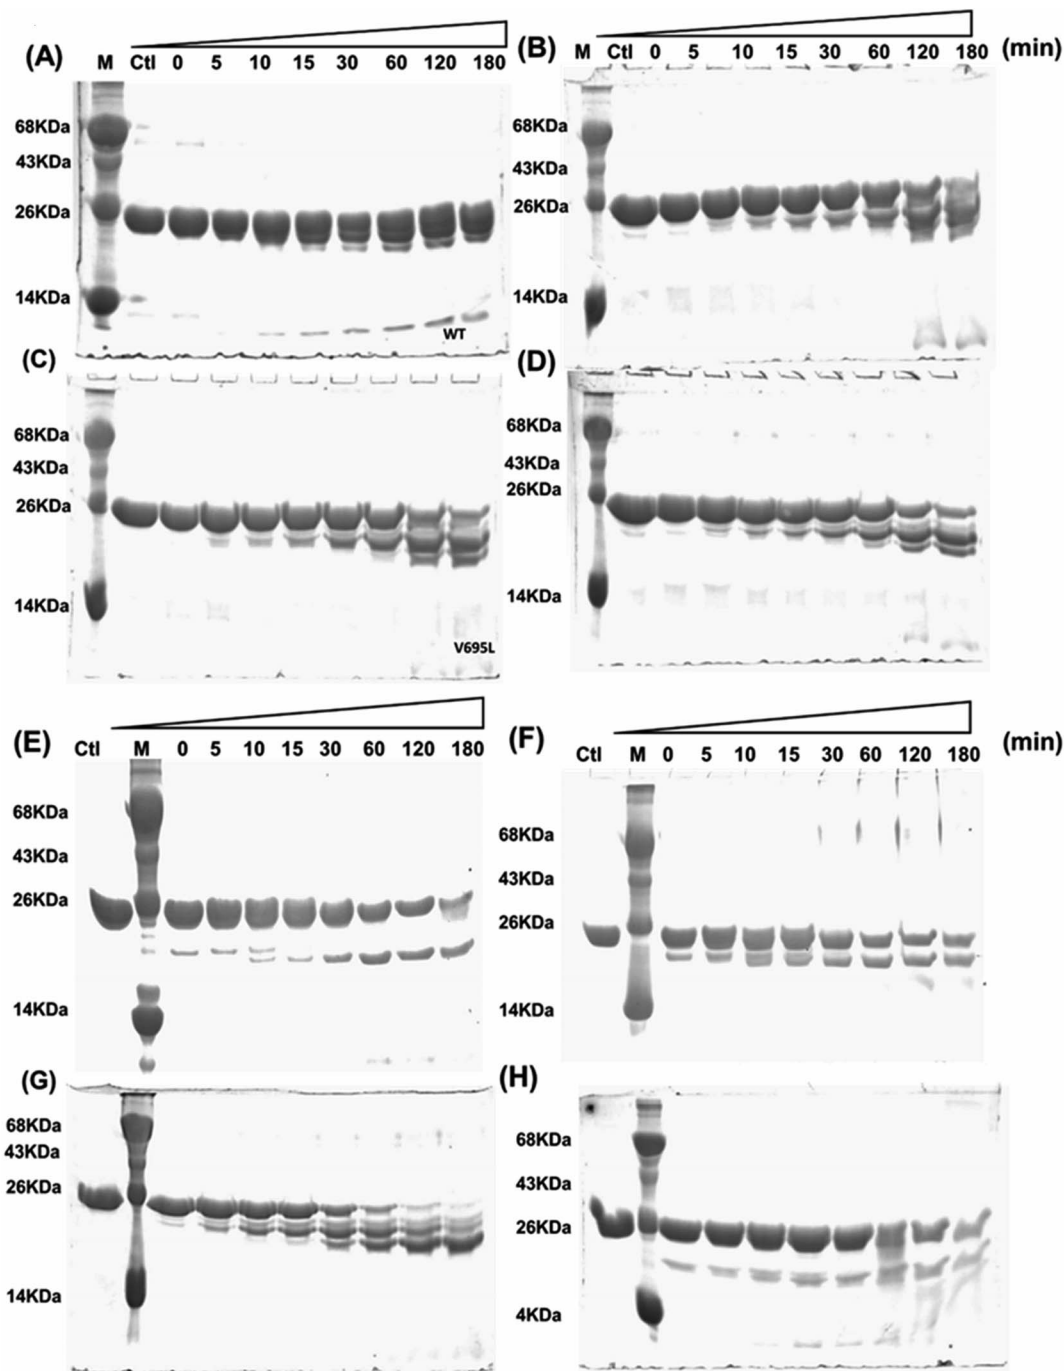 (A) M Ctl 0 5 10 15 30 60 120 180
68KDa
43KDa
26KDa
14KDa
WT
(B) M Ctl 0 5 10 15 30 60 120 180 (min)
68KDa
43KDa
26KDa
14KDa
(C)
68KDa
43KDa
26KDa
14KDa
V695L
(D)
68KDa
43KDa
26KDa
14KDa
(E) Ctl M 0 5 10 15 30 60 120 180
68KDa
43KDa
26KDa
14KDa
(F) Ctl M 0 5 10 15 30 60 120 180 (min)
68KDa
43KDa
26KDa
14KDa
(G)
68KDa
43KDa
26KDa
14KDa
(H)
68KDa
43KDa
26KDa
4KDa